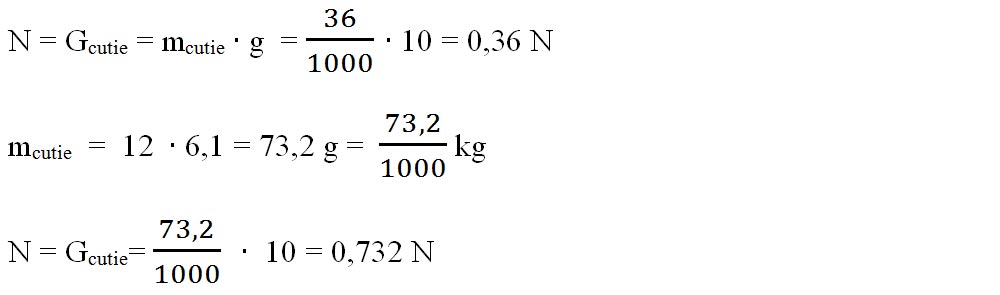 N = Gcutie = mcutie · g = 36/1000 · 10 = 0,36 N
mcutie = 12 · 6,1 = 73,2 g = 73,2/1000 kg
N = Gcutie= 73,2/1000 · 10 = 0,732 N